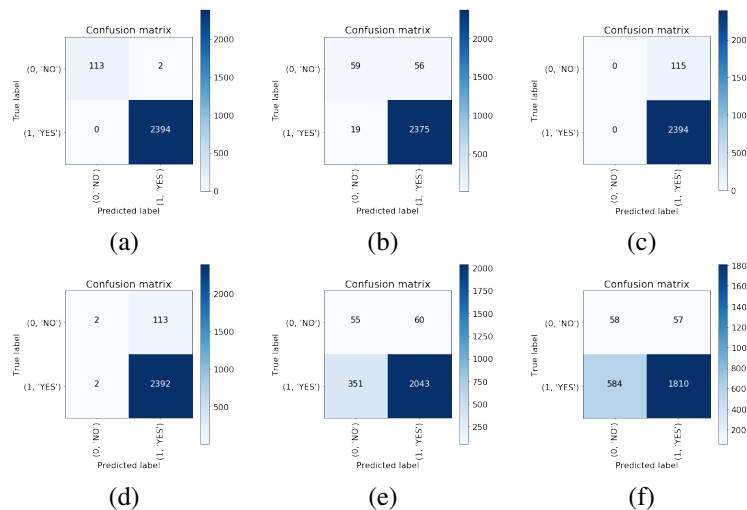 Confusion matrix
(0, 'NO')
(1, 'YES')
True label
113
2
0
2394
(0, 'NO')
(1, 'YES')
Predicted label
2000
1500
1000
500
0
(a)
Confusion matrix
(0, 'NO')
(1, 'YES')
True label
59
56
19
2375
(0, 'NO')
(1, 'YES')
Predicted label
2000
1500
1000
500
(b)
Confusion matrix
(0, 'NO')
(1, 'YES')
True label
0
115
0
2394
(0, 'NO')
(1, 'YES')
Predicted label
200
150
100
500
0
(c)
Confusion matrix
(0, 'NO')
(1, 'YES')
True label
2
113
2
2392
(0, 'NO')
(1, 'YES')
Predicted label
2000
1500
1000
500
(d)
Confusion matrix
(0, 'NO')
(1, 'YES')
True label
55
60
351
2043
(0, 'NO')
(1, 'YES')
Predicted label
2000
1750
1500
1250
1000
750
500
250
(e)
Confusion matrix
(0, 'NO')
(1, 'YES')
True label
58
57
584
1810
(0, 'NO')
(1, 'YES')
Predicted label
180
160
140
120
100
800
600
400
200
(f)